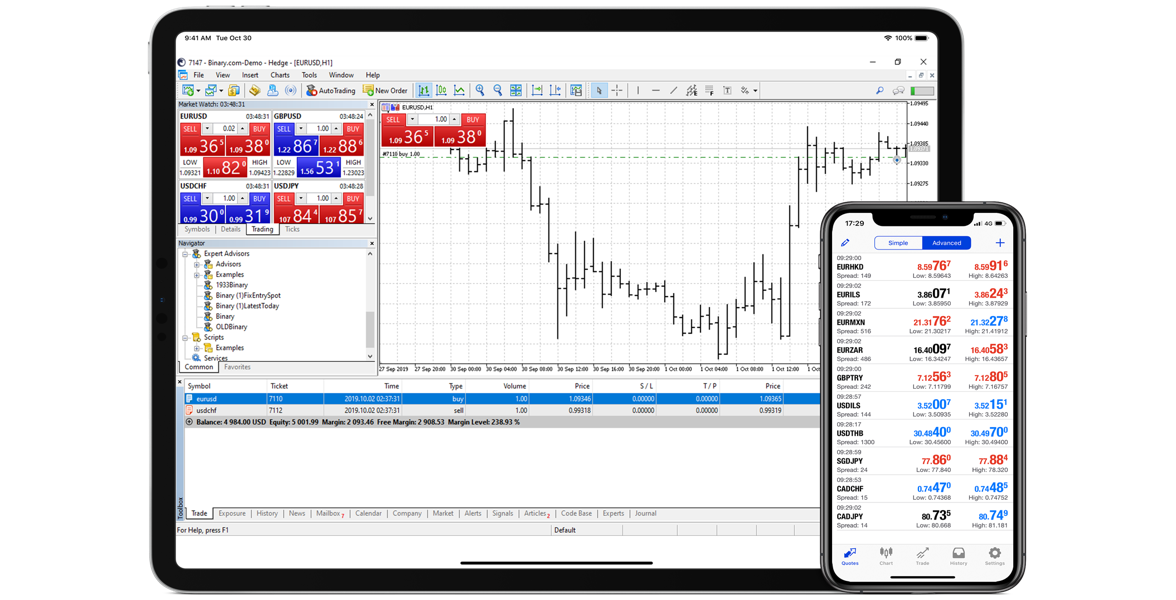 9:41 AM Tue Oct 30
100%
7147 - Binary.com-Demo - Hedge - [EURUSD,H1]
File View Insert Charts Tools Window Help
AutoTrading New Order
Market Watch: 03:48:31
EURUSD 03:48:31 GBPUSD 03:48:24
SELL 0.02 BUY SELL 1.00 BUY
1.09 36 5 1.09 38 0 1.22 86 7 1.22 88 6
LOW 1.10 82 0 HIGH LOW 1.56 53 1 HIGH
1.09321 1.09423 1.22829 1.23023
USDCHF 03:48:31 USDJPY 03:48:28
SELL 1.00 BUY SELL 1.00 BUY
0.99 30 0 0.99 31 9 107 84 4 107 85 7
Symbols Details Trading Ticks
Navigator
Expert Advisors
Advisors
Examples
1933Binary
Binary (1)FixEntrySpot
Binary (1)LatestToday
Binary
OLDBinary
Scripts
Examples
Services
Common Favorites
EURUSD,H1
SELL 1.00 BUY
1.09 36 5 1.09 38 0
#7110 buy 1.00
1.09495
1.09440
1.09385
1.09330
1.09275
27 Sep 2019 27 Sep 20:00 30 Sep 04:00 30 Sep 08:00 30 Sep 12:00 30 Sep 16:00 30 Sep 20:00 1 Oct 00:00 1 Oct 04:00 1 Oct 08:00 1 Oct 12:00 1 Oct
Symbol Ticket Time Type Volume Price S / L T / P Price
eurusd 7110 2019.10.02 02:37:31 buy 1.00 1.09346 0.00000 0.00000 1.09365
usdchf 7112 2019.10.02 02:37:31 sell 1.00 0.99318 0.00000 0.00000 0.99319
Balance: 4 984.00 USD Equity: 5 001.99 Margin: 2 093.46 Free Margin: 2 908.53 Margin Level: 238.93 %
Toolbox
Trade Exposure History News Mailbox 7 Calendar Company Market Alerts Signals Articles 2 Code Base Experts Journal
For Help, press F1 Default
17:29 4G
Simple Advanced
09:29:00
EURHKD 8.59 76 7 8.59 91 6
Spread: 149 Low: 8.59643 High: 8.64263
09:29:02
EURILS 3.86 07 1 3.86 24 3
Spread: 172 Low: 3.85950 High: 3.87929
09:29:02
EURMXN 21.31 76 2 21.32 27 8
Spread: 516 Low: 21.30217 High: 21.41912
09:29:02
EURZAR 16.40 09 7 16.40 58 3
Spread: 486 Low: 16.34247 High: 16.43657
09:29:00
GBPTRY 7.12 56 3 7.12 80 5
Spread: 242 Low: 7.11799 High: 7.16757
09:28:57
USDILS 3.52 00 7 3.52 15 1
Spread: 144 Low: 3.50935 High: 3.52280
09:28:17
USDTHB 30.48 40 0 30.49 70 0
Spread: 1300 Low: 30.45600 High: 30.49400
09:28:59
SGDJPY 77. 86 0 77. 88 4
Spread: 24 Low: 77.840 High: 78.320
09:28:53
CADCHF 0.74 47 0 0.74 48 5
Spread: 15 Low: 0.74368 High: 0.74752
09:29:02
CADJPY 80. 73 5 80. 74 9
Spread: 14 Low: 80.668 High: 81.181
Quotes Chart Trade History Settings